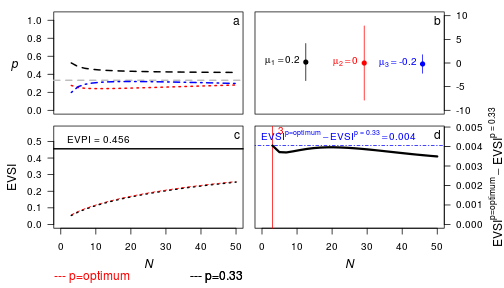 a
p
1.0
0.8
0.6
0.4
0.2
0.0
b
μ1 = 0.2
μ2 = 0
μ3 = -0.2
10
5
0
-5
-10
c
EVPI = 0.456
EVSI
0.5
0.4
0.3
0.2
0.1
0.0
0 10 20 30 40 50
N
d
3
EVSI^p=optimum − EVSI^p = 0.33 = 0.004
0.005
0.004
0.003
0.002
0.001
0.000
EVSI^p=optimum − EVSI^p = 0.33
0 10 20 30 40 50
N
--- p=optimum
--- p=0.33